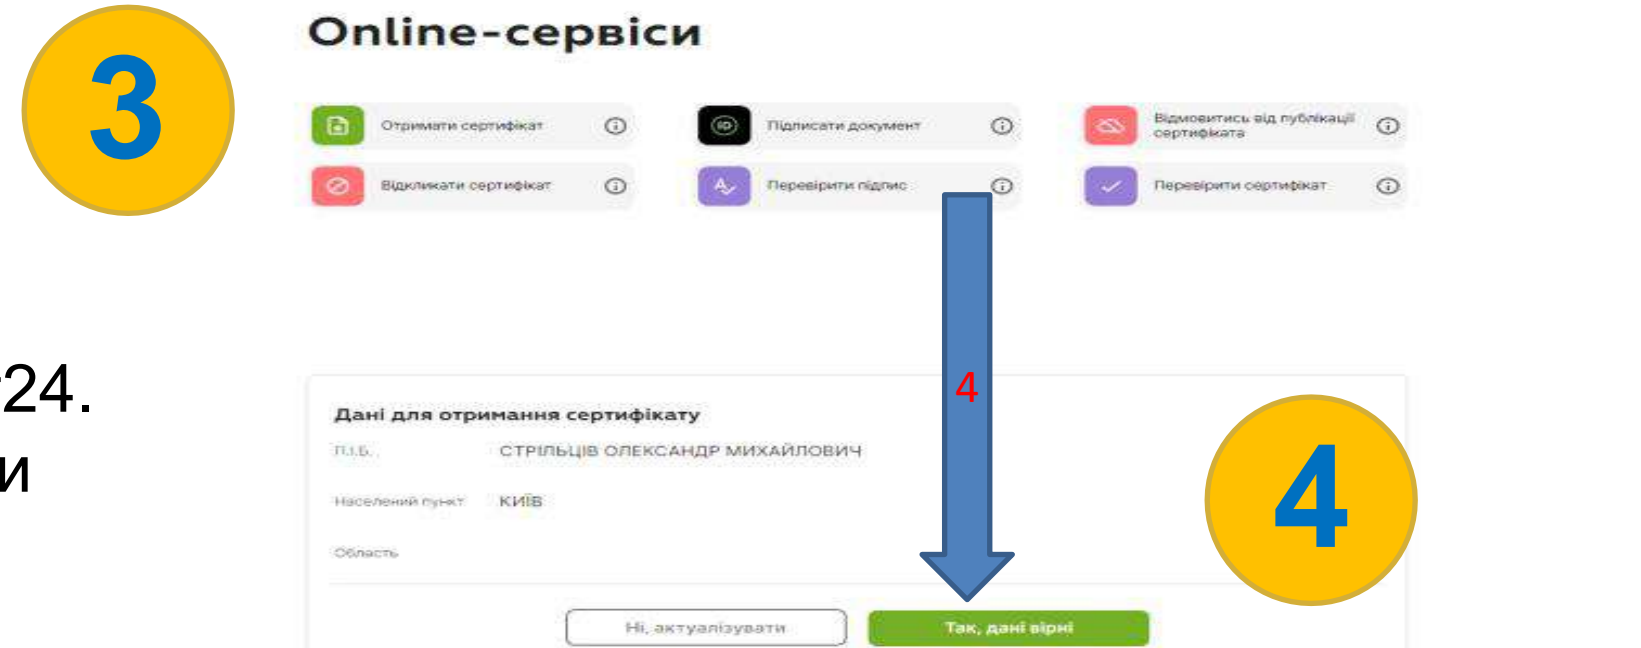 3
Online-сервіси
Отримати сертифікат
Підписати документ
Відмовитись від публікації
сертифіката
Відкликати сертифікат
Перевірити підпис
Перевірити сертифікат
24.
и
4
Дані для отримання сертифікату
П.І.Б.
СТРІЛЬЦІВ ОЛЕКСАНДР МИХАЙЛОВИЧ
Населений пункт
КИЇВ
Область
4
Ні, актуалізувати
Так, дані вірні